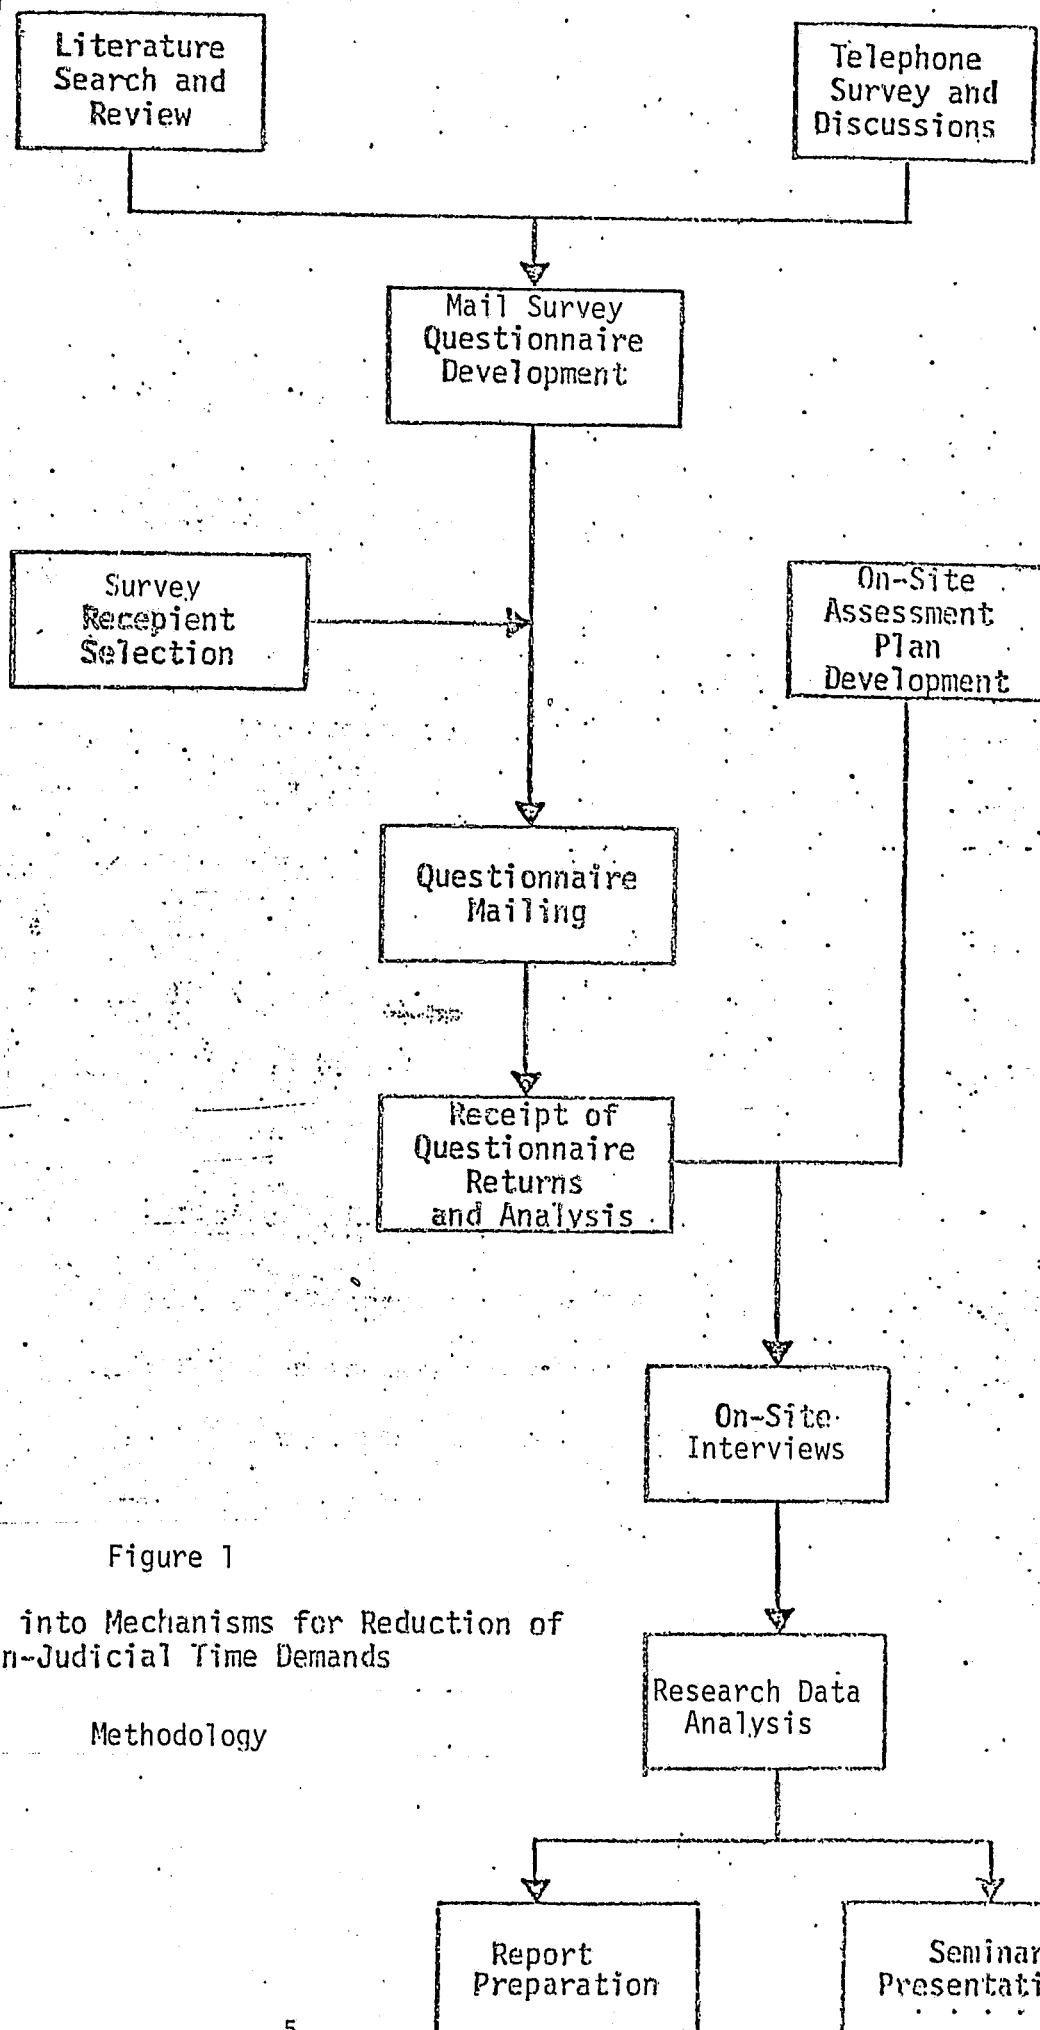 Literature
Search and
Review
Telephone
Survey and
Discussions
Mail Survey
Questionnaire
Development
Survey
Recepient
Selection
On-Site
Assessment
Plan
Development
Questionnaire
Mailing
Receipt of
Questionnaire
Returns
and Analysis
On-Site
Interviews
Figure 1
into Mechanisms for Reduction of
n-Judicial Time Demands
Methodology
Research Data
Analysis
Report
Preparation
Seminar
Presentati
5